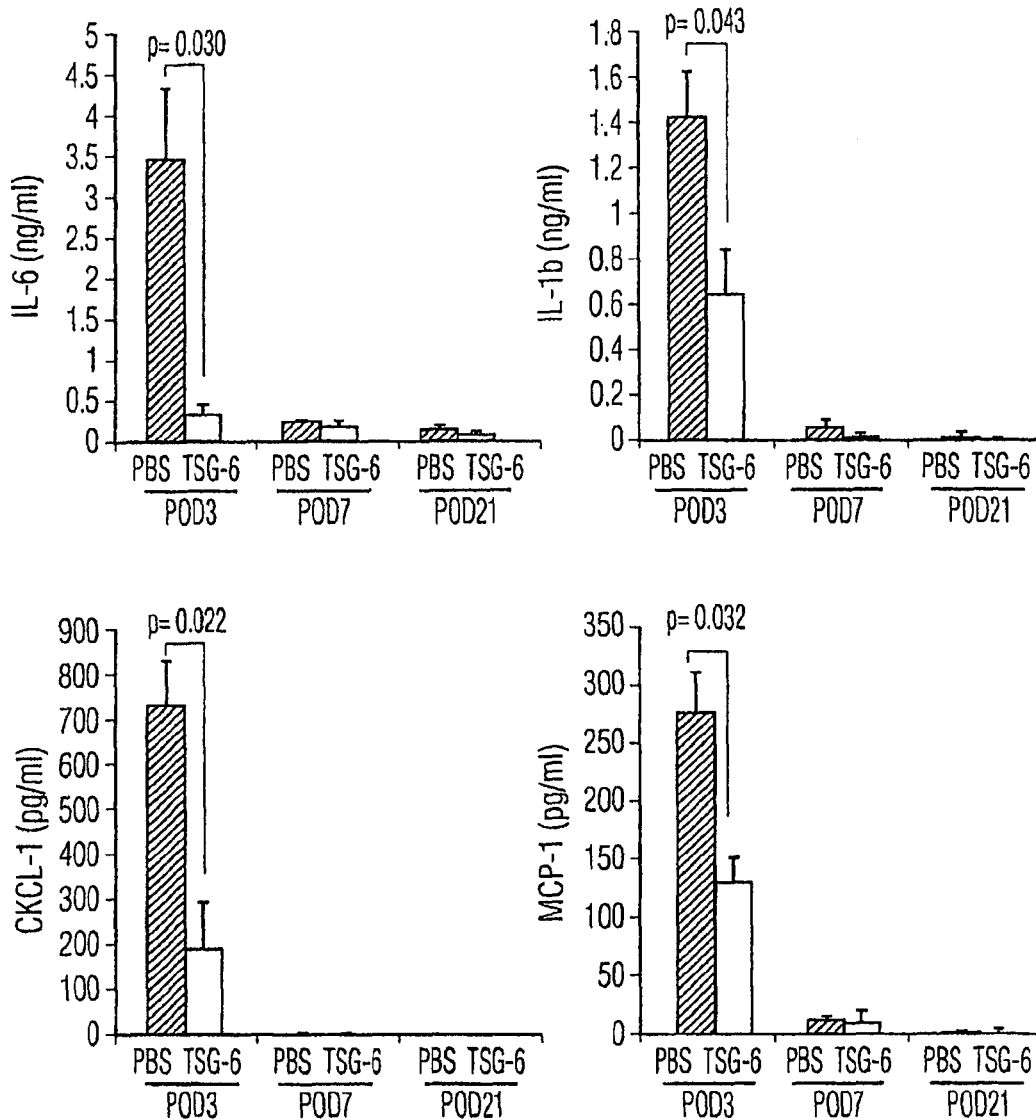 p= 0.030
IL-6 (ng/ml)
5
4.5
4
3.5
3
2.5
2
1.5
1
0.5
0
PBS TSG-6 PBS TSG-6 PBS TSG-6
POD3 POD7 POD21
p= 0.043
IL-1b (ng/ml)
1.8
1.6
1.4
1.2
1
0.8
0.6
0.4
0.2
0
PBS TSG-6 PBS TSG-6 PBS TSG-6
POD3 POD7 POD21
p= 0.022
CKCL-1 (pg/ml)
900
800
700
600
500
400
300
200
100
0
PBS TSG-6 PBS TSG-6 PBS TSG-6
POD3 POD7 POD21
p= 0.032
MCP-1 (pg/ml)
350
300
250
200
150
100
50
0
PBS TSG-6 PBS TSG-6 PBS TSG-6
POD3 POD7 POD21